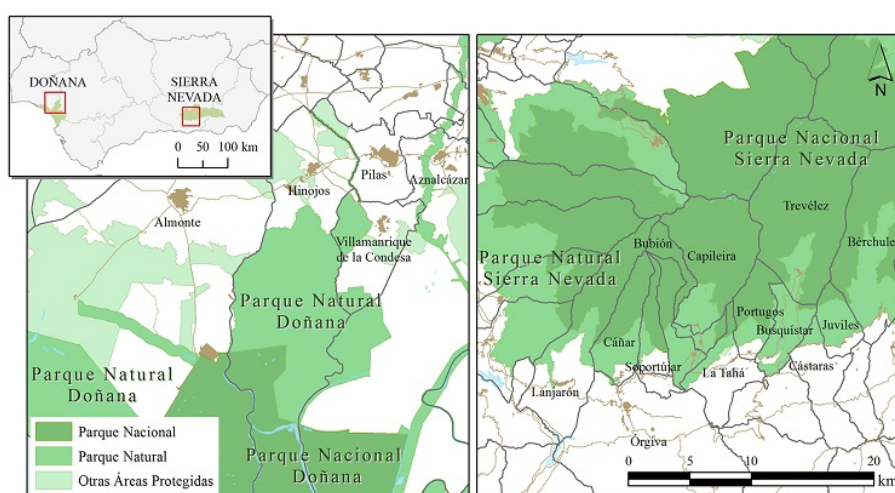 DOÑANA
SIERRA
NEVADA
0 50 100 km
Almonte
Hinojos
Pilas
Aznalcázar
Villamanrique
de la Condesa
Parque Natural
Doñana
Parque Natural
Doñana
Parque Nacional
Doñana
Parque Nacional
Parque Natural
Otras Áreas Protegidas
N
Parque Nacional
Sierra Nevada
Trevélez
Bubión
Capileira
Bérchule
Parque Natural
Sierra Nevada
Portugos
Busquístar
Juviles
Cáñar
Soportújar
La Tahá
Cástaras
Lanjarón
Orgíva
0 5 10 20
km